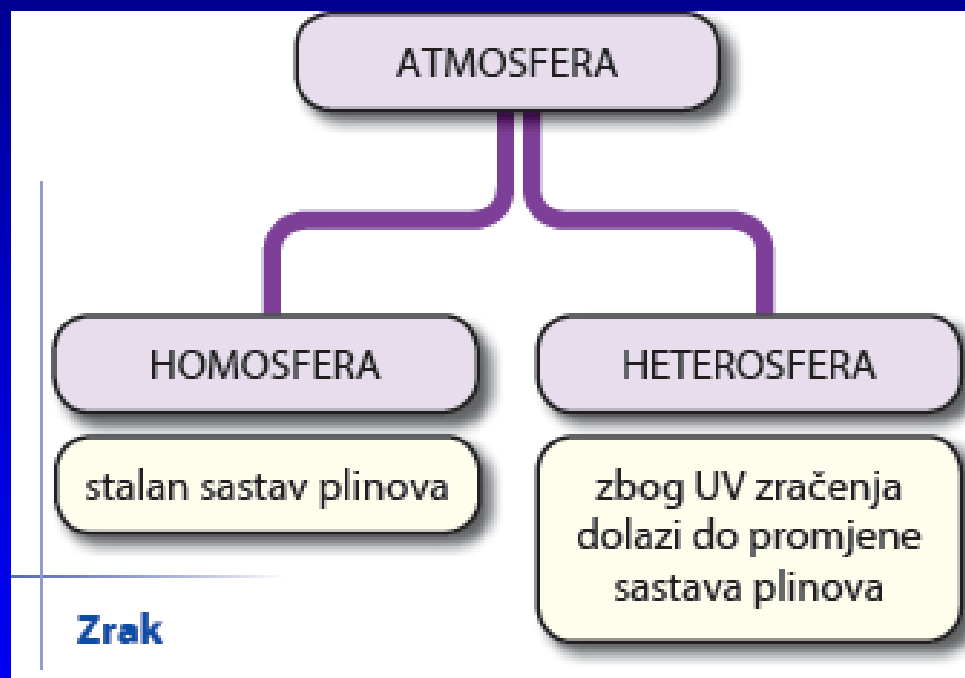 ATMOSFERA
HOMOSFERA
HETEROSFERA
stalan sastav plinova
zbog UV zračenja
dolazi do promjene
sastava plinova
Zrak